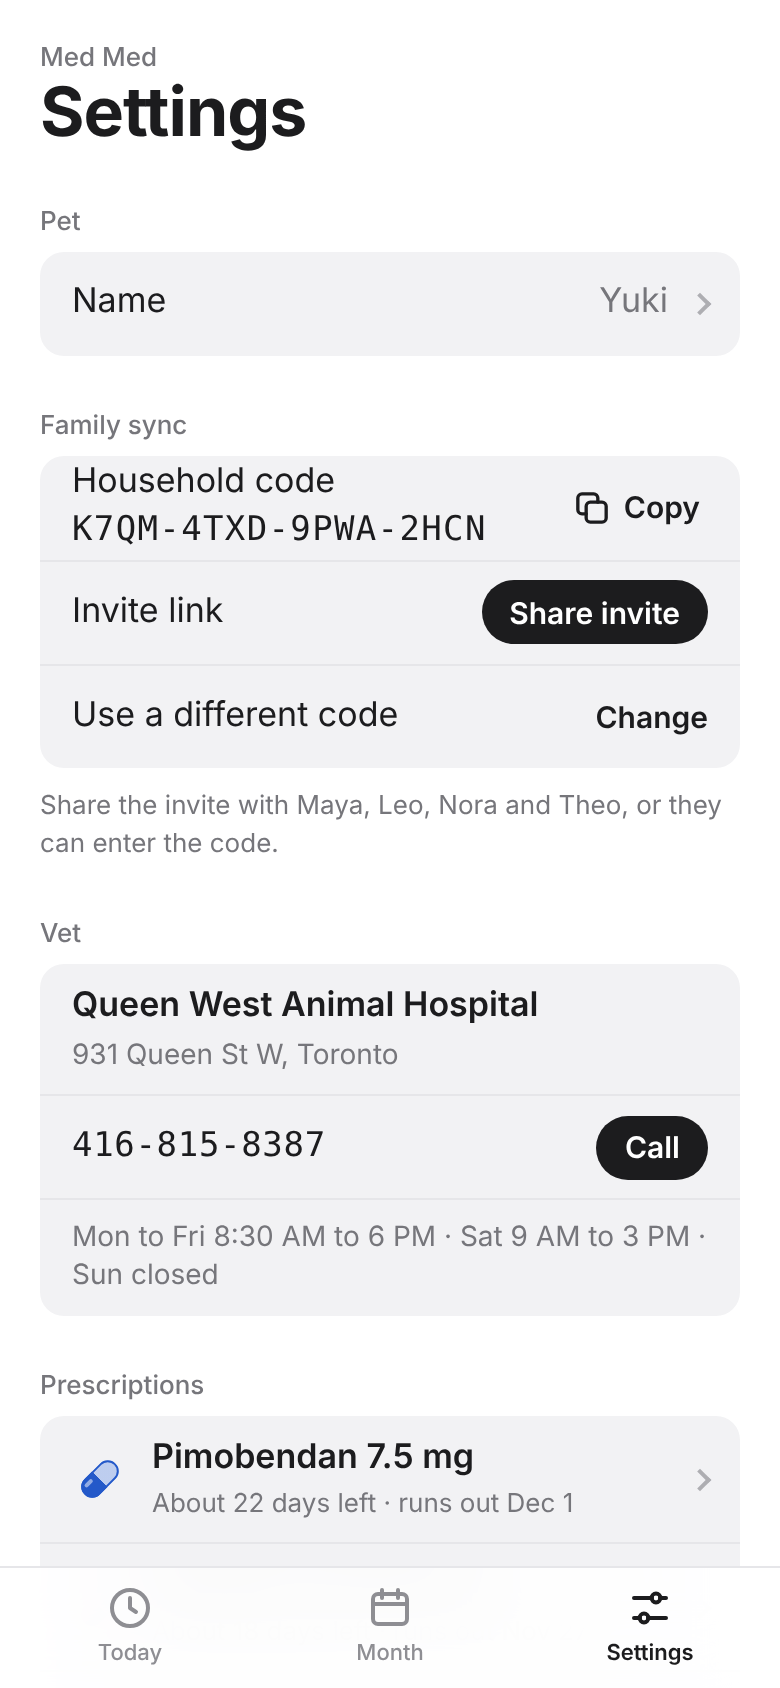 Med Med
Settings
Pet
Name
Yuki
Family sync
Household code
K7QM-4TXD-9PWA-2HCN
Copy
Invite link
Share invite
Use a different code
Change
Share the invite with Maya, Leo, Nora and Theo, or they
can enter the code.
Vet
Queen West Animal Hospital
931 Queen St W, Toronto
416-815-8387
Call
Mon to Fri 8:30 AM to 6 PM · Sat 9 AM to 3 PM ·
Sun closed
Prescriptions
Pimobendan 7.5 mg
About 22 days left · runs out Dec 1
Today
Month
Settings